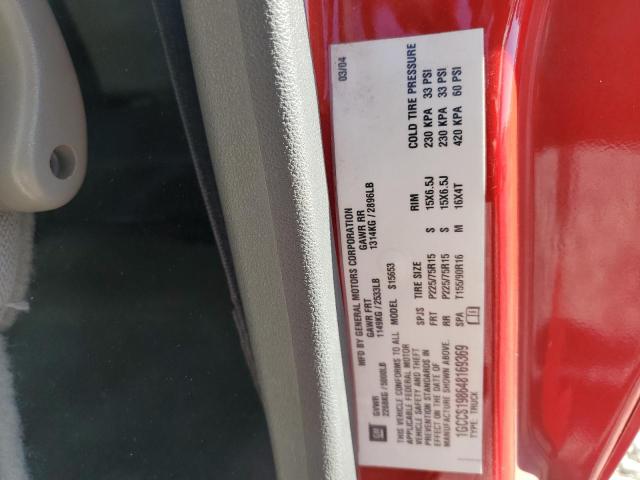 MFD BY GENERAL MOTORS CORPORATION 03/04
GVWR GAWR FRT GAWR RR
2268KG/5000LB 1149KG/2533LB 1314KG/2896LB
THIS VEHICLE CONFORMS TO ALL MODEL S15653
APPLICABLE FEDERAL MOTOR
VEHICLE SAFETY AND THEFT
PREVENTION STANDARDS IN
EFFECT ON THE DATE OF
MANUFACTURE SHOWN ABOVE.
1GCCS198648169369
TYPE: TRUCK
SPJS TIRE SIZE RIM COLD TIRE PRESSURE
FRT P225/75R15 S 15X6.5J 230 KPA 33 PSI
RR P225/75R15 S 15X6.5J 230 KPA 33 PSI
SPA T155/90R16 M 16X4T 420 KPA 60 PSI